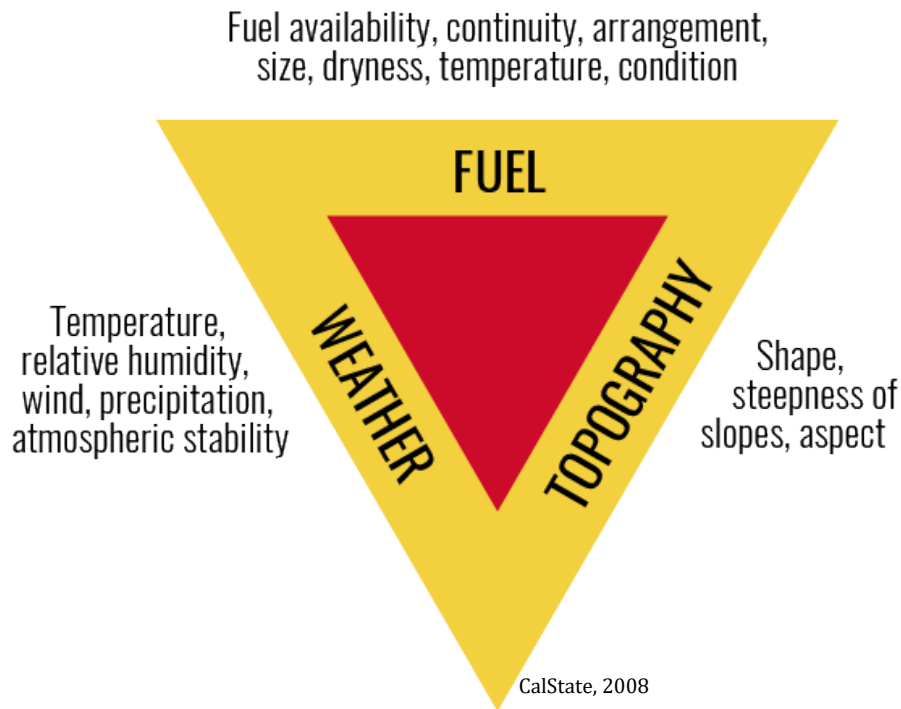 Fuel availability, continuity, arrangement,
size, dryness, temperature, condition
FUEL
Temperature,
relative humidity,
wind, precipitation,
atmospheric stability
WEATHER
TOPOGRAPHY
Shape,
steepness of
slopes, aspect
CalState, 2008